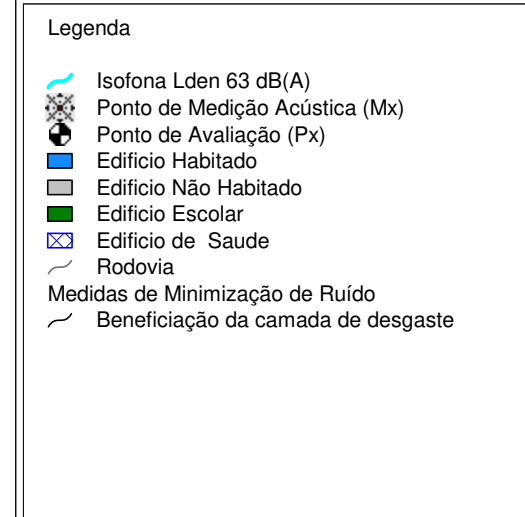 Legenda
Isofona Lden 63 dB(A)
Ponto de Medição Acústica (Mx)
Ponto de Avaliação (Px)
Edificio Habitado
Edificio Não Habitado
Edificio Escolar
Edificio de Saude
Rodovia
Medidas de Minimização de Ruído
Beneficiação da camada de desgaste